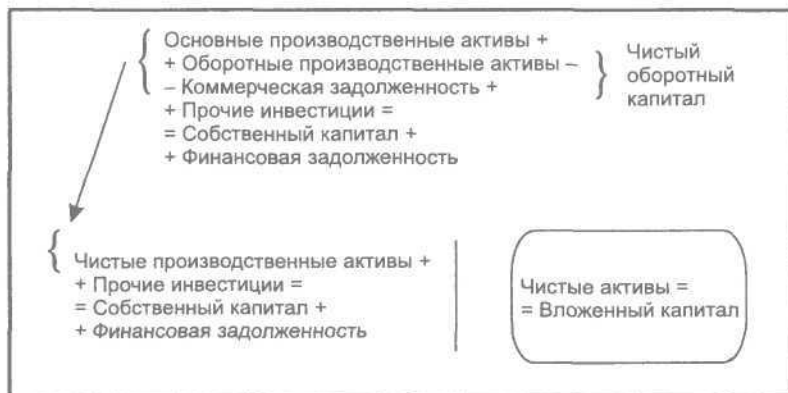 Основные производственные активы +
+ Оборотные производственные активы –
– Коммерческая задолженность +
+ Прочие инвестиции =
= Собственный капитал +
+ Финансовая задолженность
Чистый
оборотный
капитал
Чистые производственные активы +
+ Прочие инвестиции =
= Собственный капитал +
+ Финансовая задолженность
Чистые активы =
= Вложенный капитал